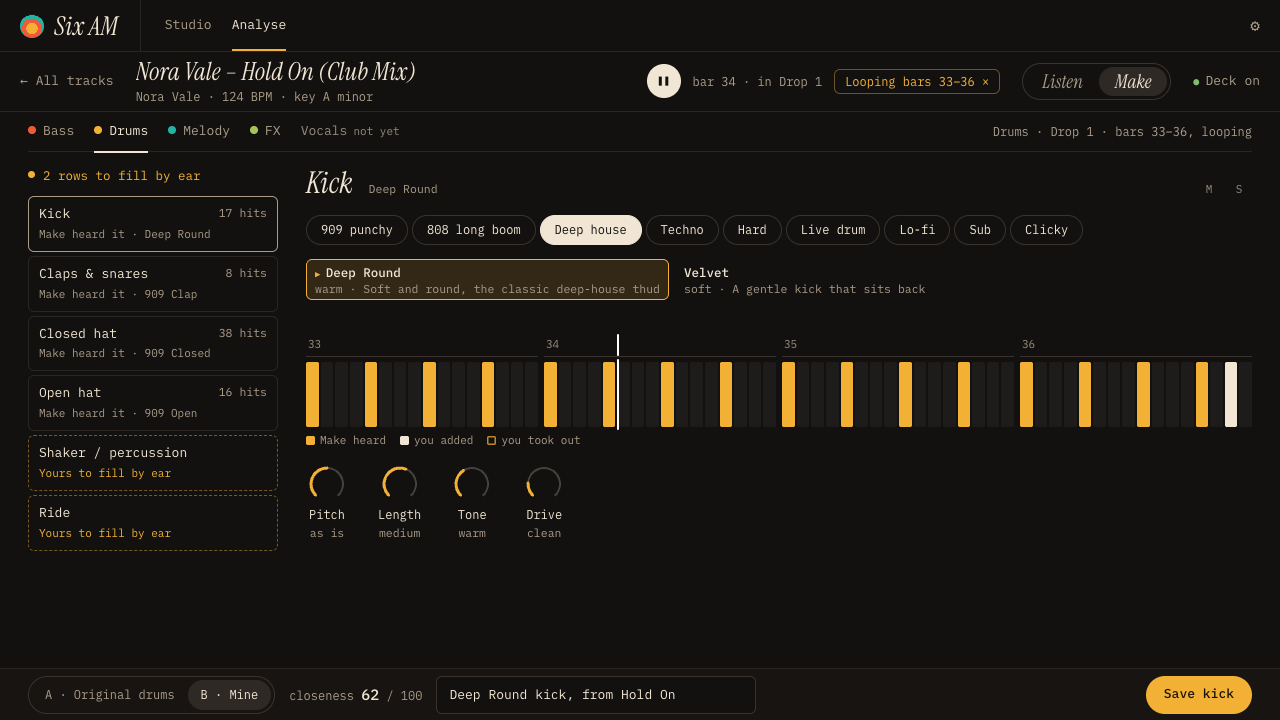 Six AM
Studio Analyse
← All tracks
Nora Vale – Hold On (Club Mix)
Nora Vale · 124 BPM · key A minor
bar 34 · in Drop 1
Looping bars 33–36 ×
Listen Make
Deck on
Bass Drums Melody FX Vocals not yet
Drums · Drop 1 · bars 33–36, looping
2 rows to fill by ear
Kick 17 hits
Make heard it · Deep Round
Claps & snares 8 hits
Make heard it · 909 Clap
Closed hat 38 hits
Make heard it · 909 Closed
Open hat 16 hits
Make heard it · 909 Open
Shaker / percussion
Yours to fill by ear
Ride
Yours to fill by ear
Kick Deep Round
M S
909 punchy 808 long boom Deep house Techno Hard Live drum Lo-fi Sub Clicky
▸ Deep Round
warm · Soft and round, the classic deep-house thud
Velvet
soft · A gentle kick that sits back
33 34 35 36
Make heard you added you took out
Pitch Length Tone Drive
as is medium warm clean
A · Original drums B · Mine
closeness 62 / 100
Deep Round kick, from Hold On
Save kick